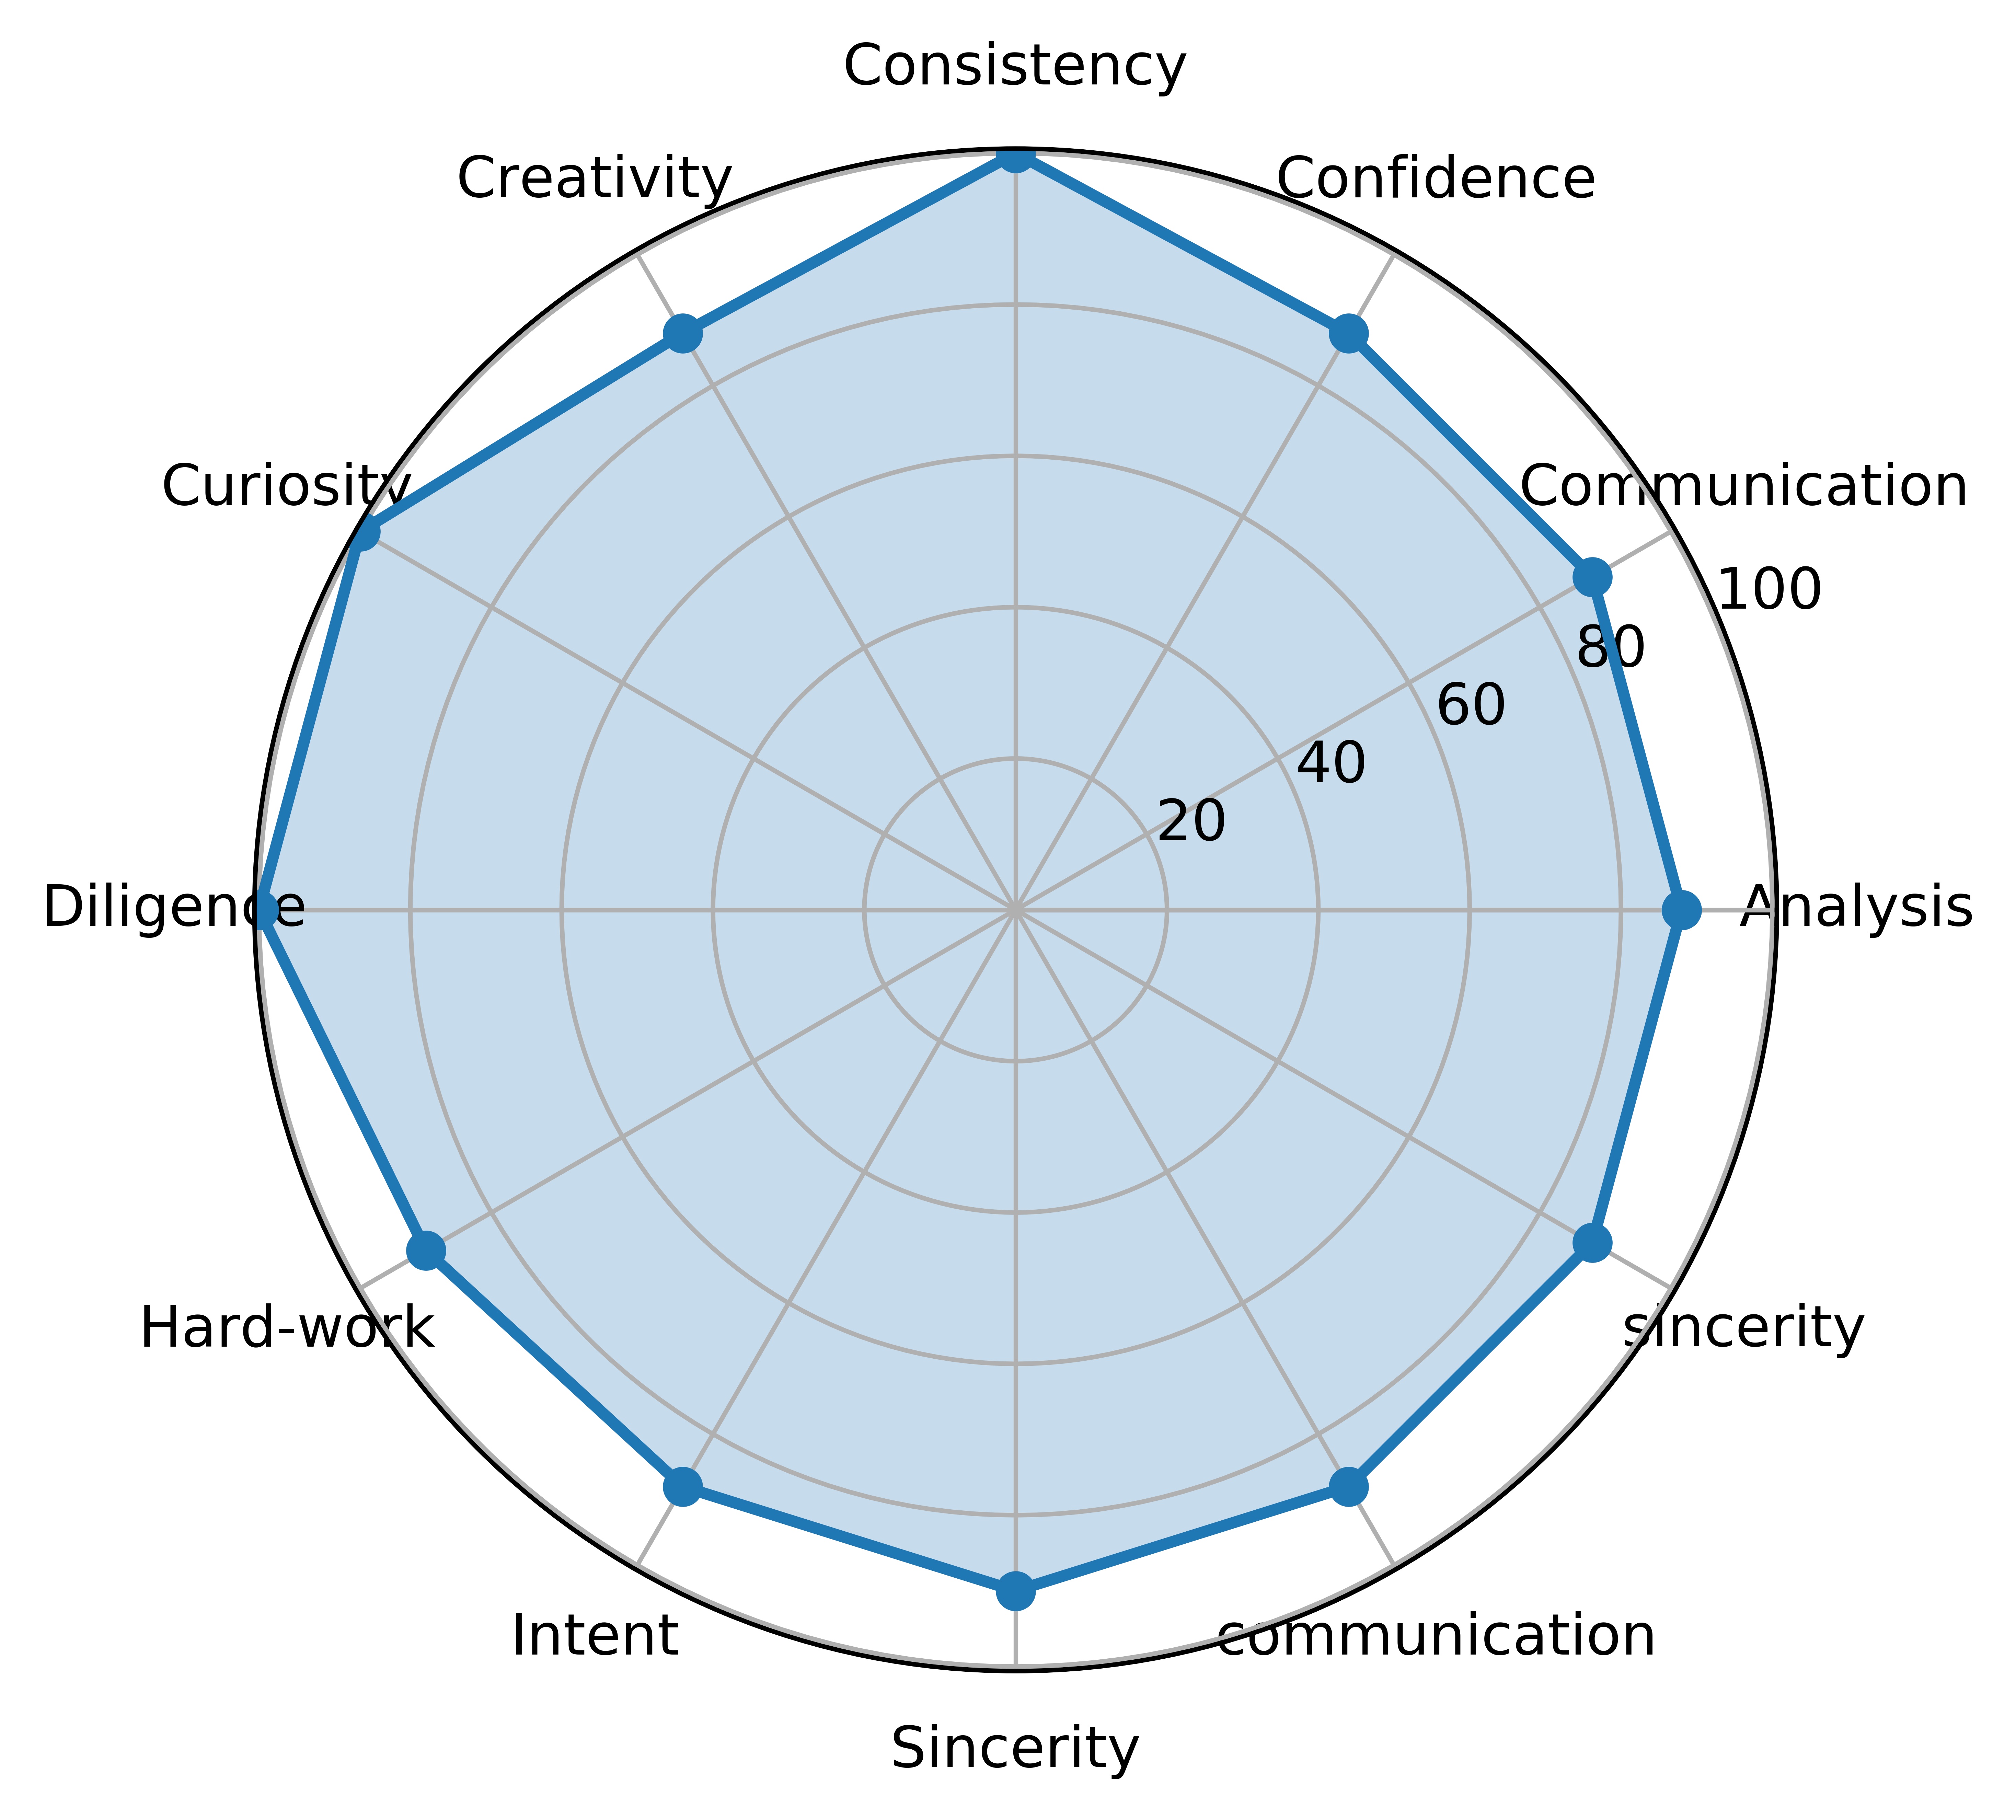 Consistency
Creativity
Confidence
Curiosity
Communication
100
80
60
40
20
Diligence
Analysis
Hard-work
sincerity
Intent
communication
Sincerity